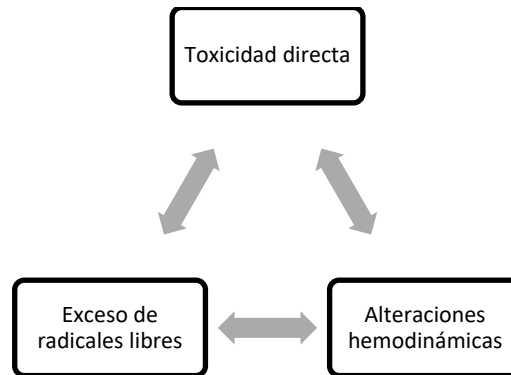 Toxicidad directa
Exceso de
radicales libres
Alteraciones
hemodinámicas